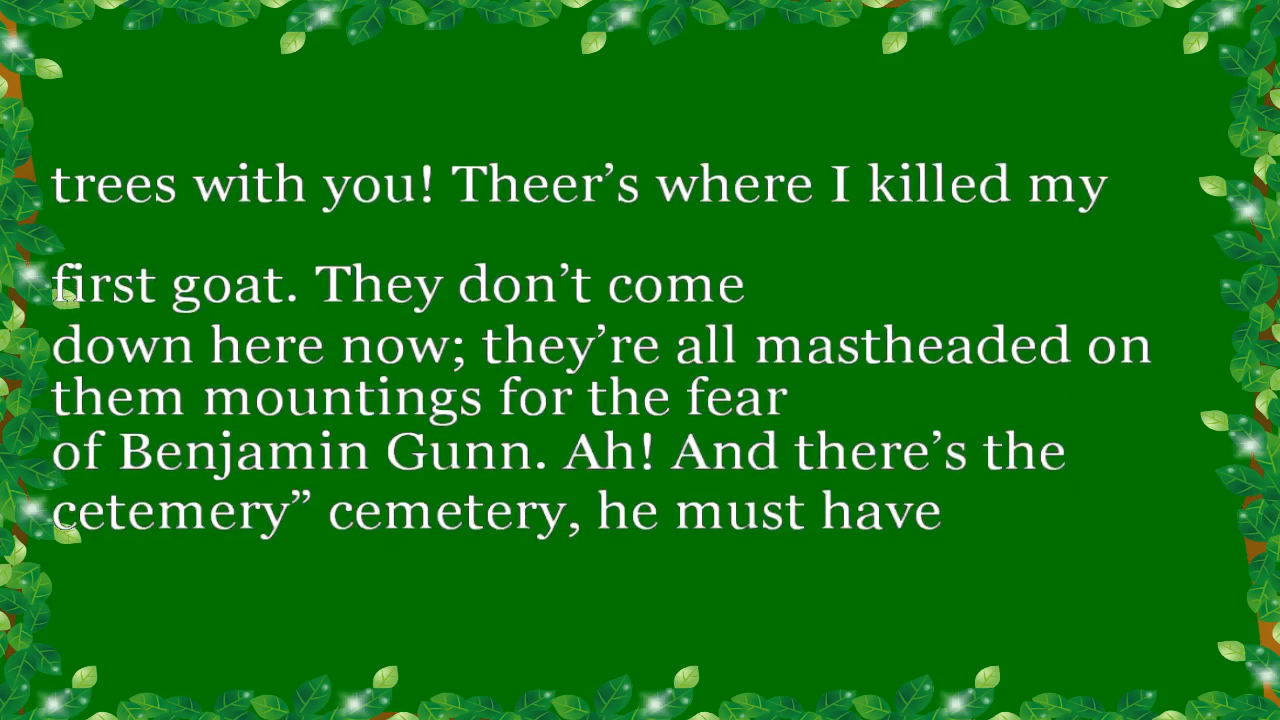 trees with you! Theer’s where I killed my
first goat. They don’t come
down here now; they’re all mastheaded on
them mountings for the fear
of Benjamin Gunn. Ah! And there’s the
cetemery” cemetery, he must have